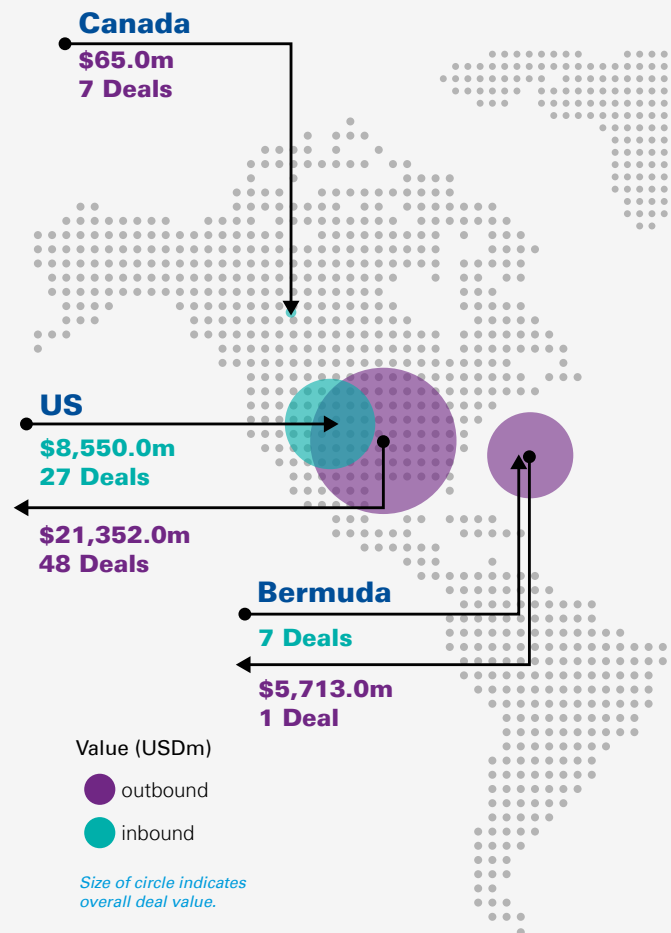 Canada
$65.0m
7 Deals
US
$8,550.0m
27 Deals
$21,352.0m
48 Deals
Bermuda
7 Deals
$5,713.0m
1 Deal
Value (USDm)
outbound
inbound
Size of circle indicates
overall deal value.